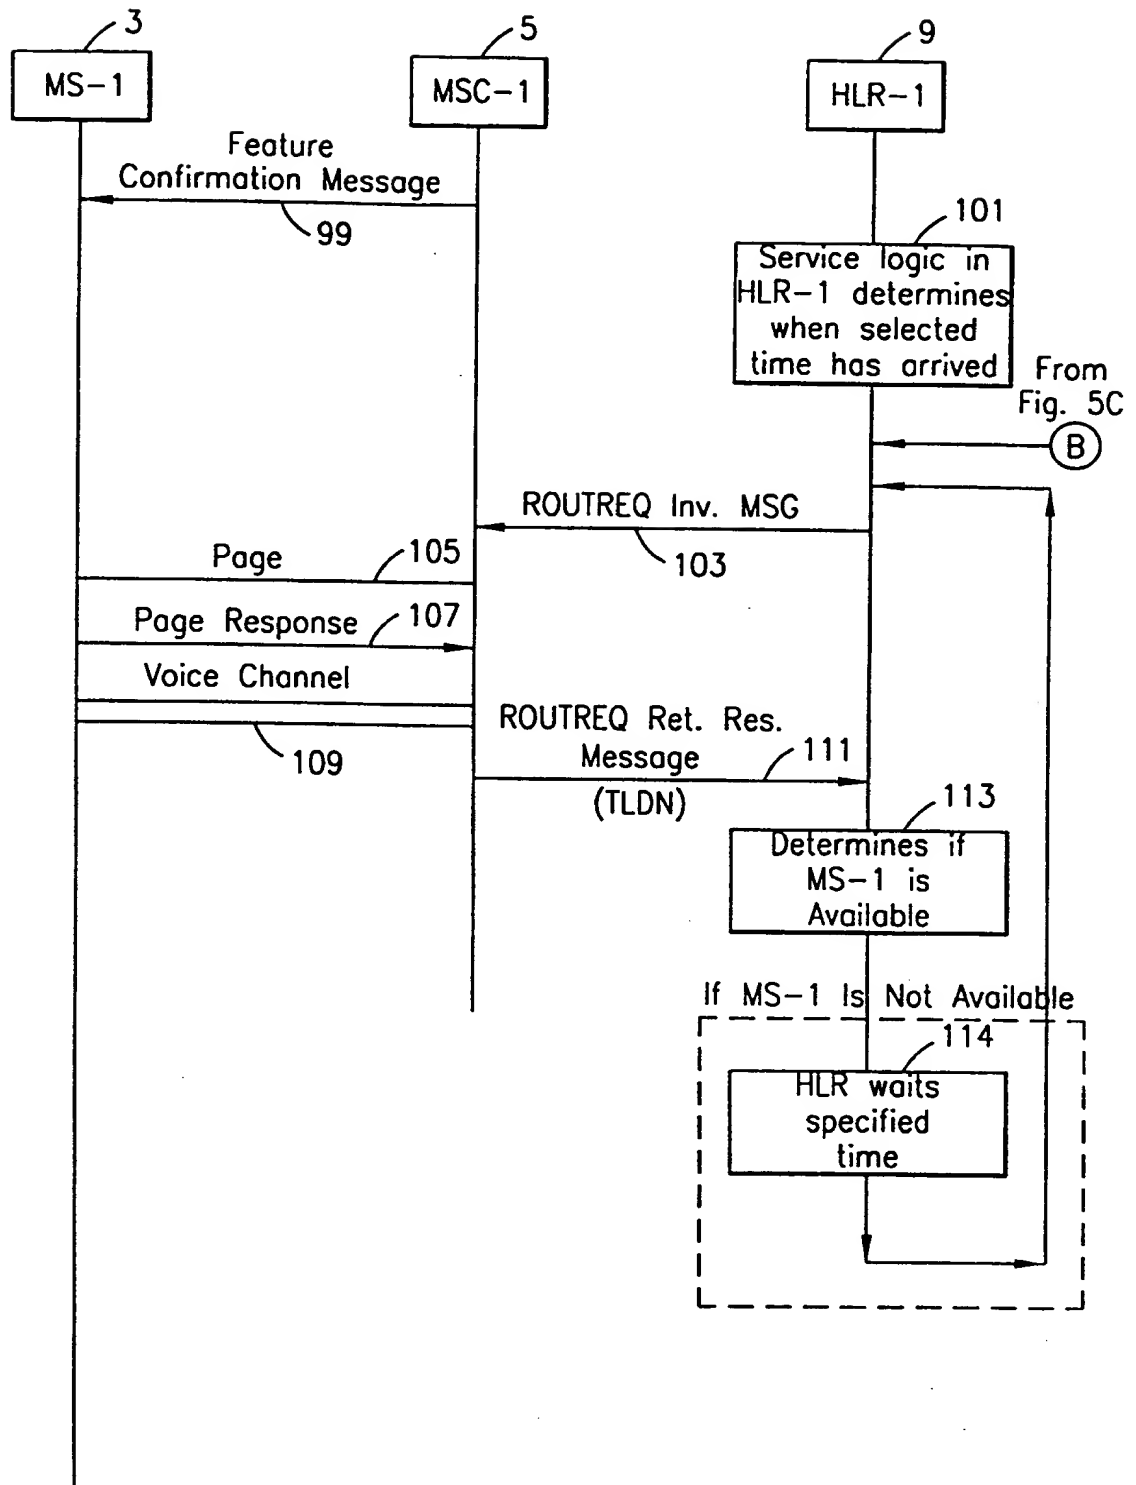 3
5
9
MS-1
MSC-1
HLR-1
Feature
Confirmation Message
99
101
Service logic in
HLR-1 determines
when selected
time has arrived
From
Fig. 5C
B
ROUTREQ Inv. MSG
103
Page
105
Page Response
107
Voice Channel
109
ROUTREQ Ret. Res.
Message
111
(TLDN)
113
Determines if
MS-1 is
Available
If MS-1 Is Not Available
114
HLR waits
specified
time